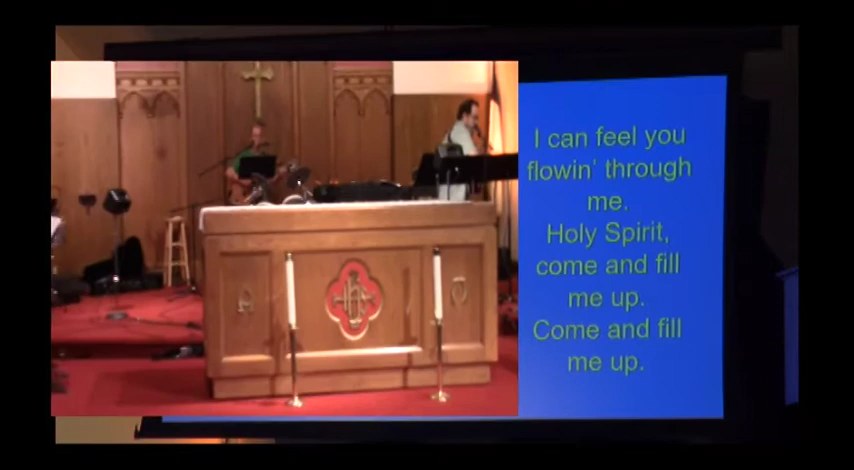 I can feel you
flowin' through
me.
Holy Spirit,
come and fill
me up.
Come and fill
me up.